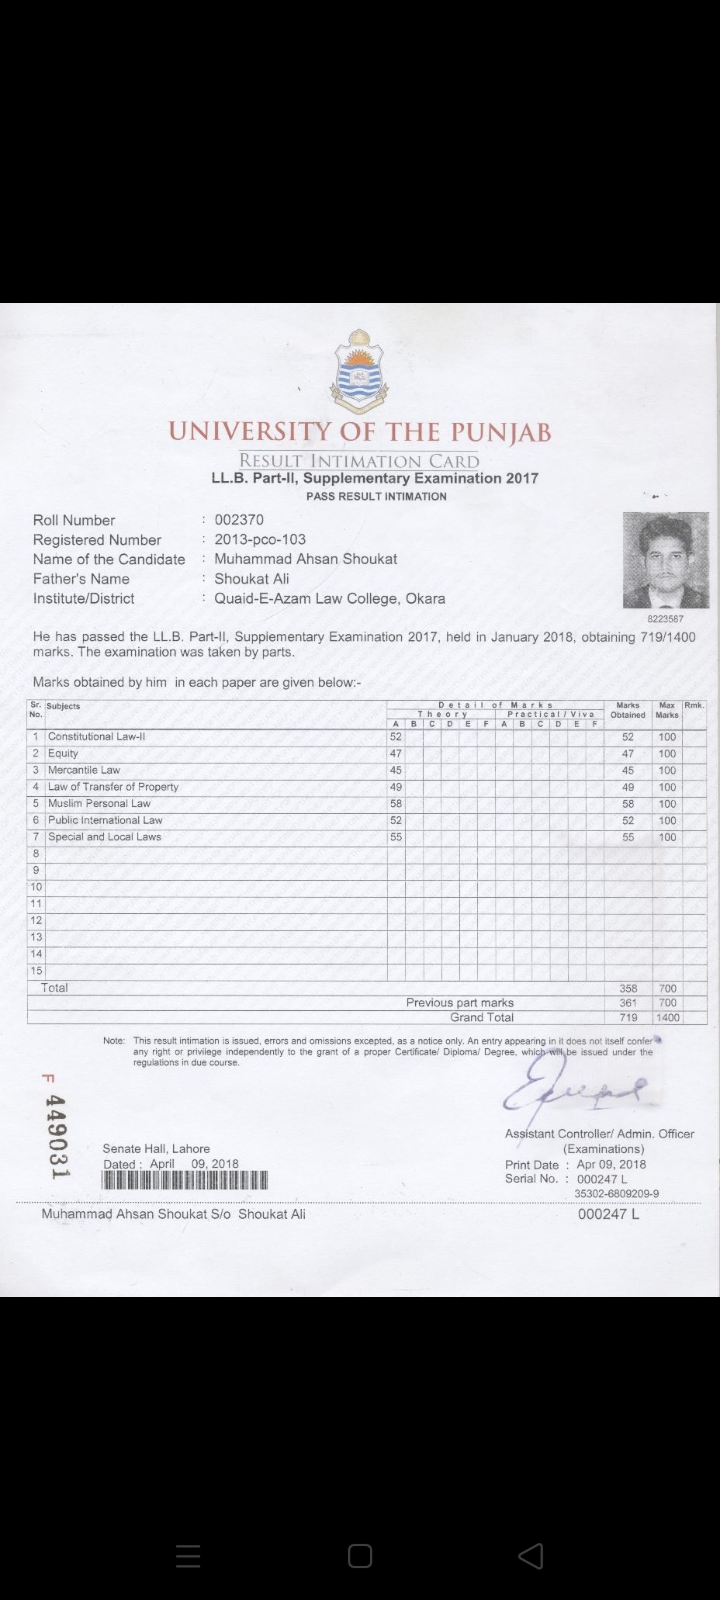 UNIVERSITY OF THE PUNJAB
RESULT INTIMATION CARD
LL.B. Part-II, Supplementary Examination 2017
PASS RESULT INTIMATION
Roll Number : 002370
Registered Number : 2013-pco-103
Name of the Candidate : Muhammad Ahsan Shoukat
Father's Name : Shoukat Ali
Institute/District : Quaid-E-Azam Law College, Okara
8223587
He has passed the LL.B. Part-II, Supplementary Examination 2017, held in January 2018, obtaining 719/1400
marks. The examination was taken by parts.
Marks obtained by him in each paper are given below:-
Sr. No. Subjects Detail of Marks Marks Obtained Max Marks Rmk.
Theory Practical/Viva
A B C D E F A B C D E F
1 Constitutional Law-II 52 52 100
2 Equity 47 47 100
3 Mercantile Law 45 45 100
4 Law of Transfer of Property 49 49 100
5 Muslim Personal Law 58 58 100
6 Public International Law 52 52 100
7 Special and Local Laws 55 55 100
8
9
10
11
12
13
14
15
Total 358 700
Previous part marks 361 700
Grand Total 719 1400
Note: This result intimation is issued, errors and omissions excepted, as a notice only. An entry appearing in it does not itself confer
any right or privilege independently to the grant of a proper Certificate/ Diploma/ Degree, which will be issued under the
regulations in due course.
F 449031
Assistant Controller/ Admin. Officer
(Examinations)
Senate Hall, Lahore
Dated : April 09, 2018
Print Date : Apr 09, 2018
Serial No. : 000247 L
35302-6809209-9
Muhammad Ahsan Shoukat S/o Shoukat Ali 000247 L